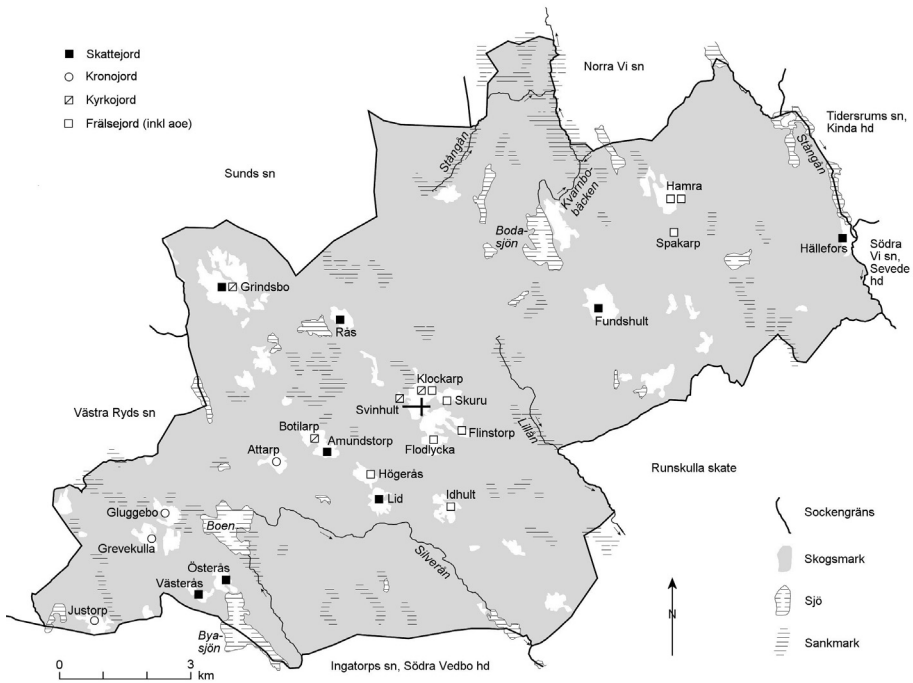 Skattejord
Kronojord
Kyrkojord
Frälsejord (inkl aoe)
Norra Vi sn
Tidersrums sn,
Kinda hd
Sunds sn
Stångån
Stångån
Kvarnbo-
bäcken
Boda-
sjön
Hamra
Spakarp
Hällefors
Södra
Vi sn,
Sevede
hd
Grindsbo
Rås
Fundshult
Klockarp
Svinhult
Skuru
Västra Ryds sn
Botilarp
Amundstorp
Flinstorp
Flodlycka
Lillån
Attarp
Högerås
Runskulla skate
Lid
Idhult
Gluggebo
Boen
Grevekulla
Silverån
Österås
Västerås
Justorp
Bya-
sjön
Ingatorps sn, Södra Vedbo hd
0 3
km
N
Sockengräns
Skogsmark
Sjö
Sankmark